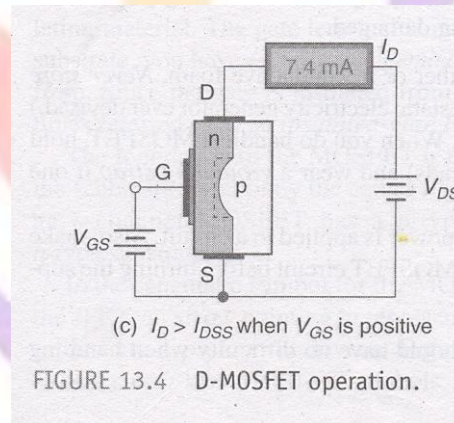 I_D
7.4 mA
D
n
G
p
V_DS
V_GS
S
(c) I_D > I_DSS when V_GS is positive
FIGURE 13.4 D-MOSFET operation.